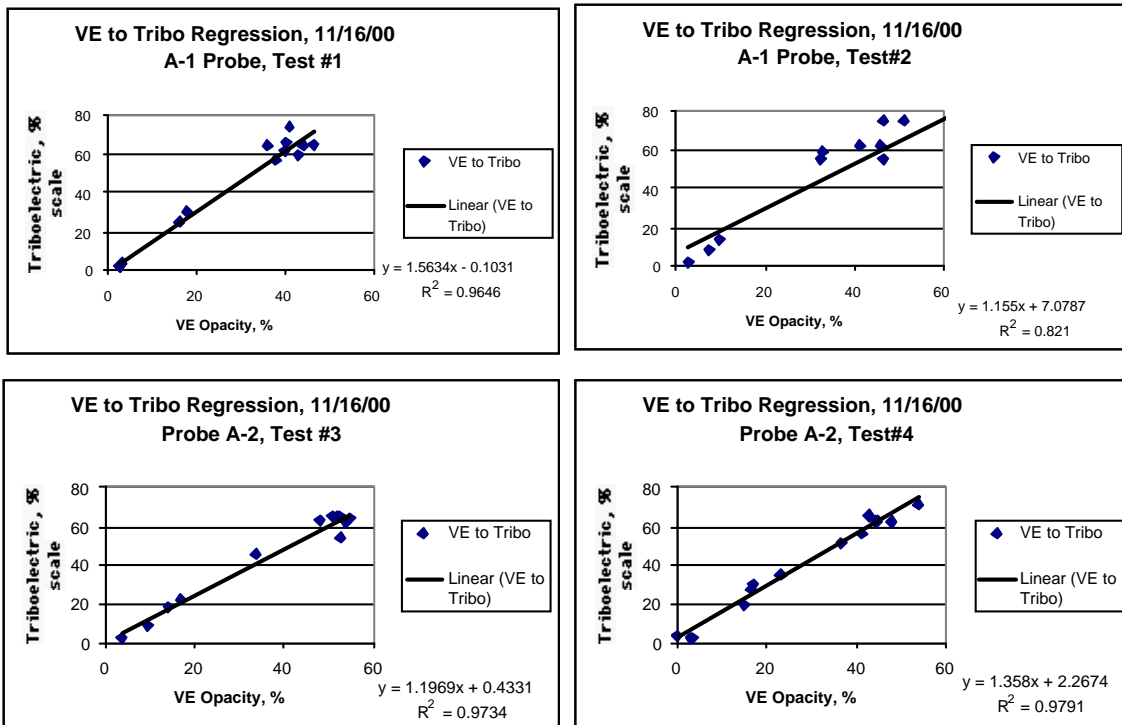 VE to Tribo Regression, 11/16/00
A-1 Probe, Test #1
Triboelectric, %
scale
80
60
40
20
0
0 20 40 60
VE Opacity, %
VE to Tribo
Linear (VE to
Tribo)
y = 1.5634x - 0.1031
R² = 0.9646
VE to Tribo Regression, 11/16/00
A-1 Probe, Test#2
Triboelectric, %
scale
80
60
40
20
0
0 20 40 60
VE Opacity, %
VE to Tribo
Linear (VE to
Tribo)
y = 1.155x + 7.0787
R² = 0.821
VE to Tribo Regression, 11/16/00
Probe A-2, Test #3
Triboelectric, %
scale
80
60
40
20
0
0 20 40 60
VE Opacity, %
VE to Tribo
Linear (VE to
Tribo)
y = 1.1969x + 0.4331
R² = 0.9734
VE to Tribo Regression, 11/16/00
Probe A-2, Test#4
Triboelectric, %
scale
80
60
40
20
0
0 20 40 60
VE Opacity, %
VE to Tribo
Linear (VE to
Tribo)
y = 1.358x + 2.2674
R² = 0.9791